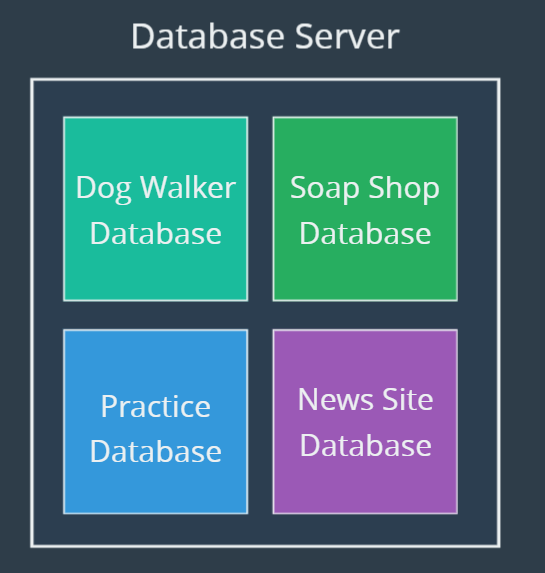 Database Server
Dog Walker
Database
Soap Shop
Database
Practice
Database
News Site
Database